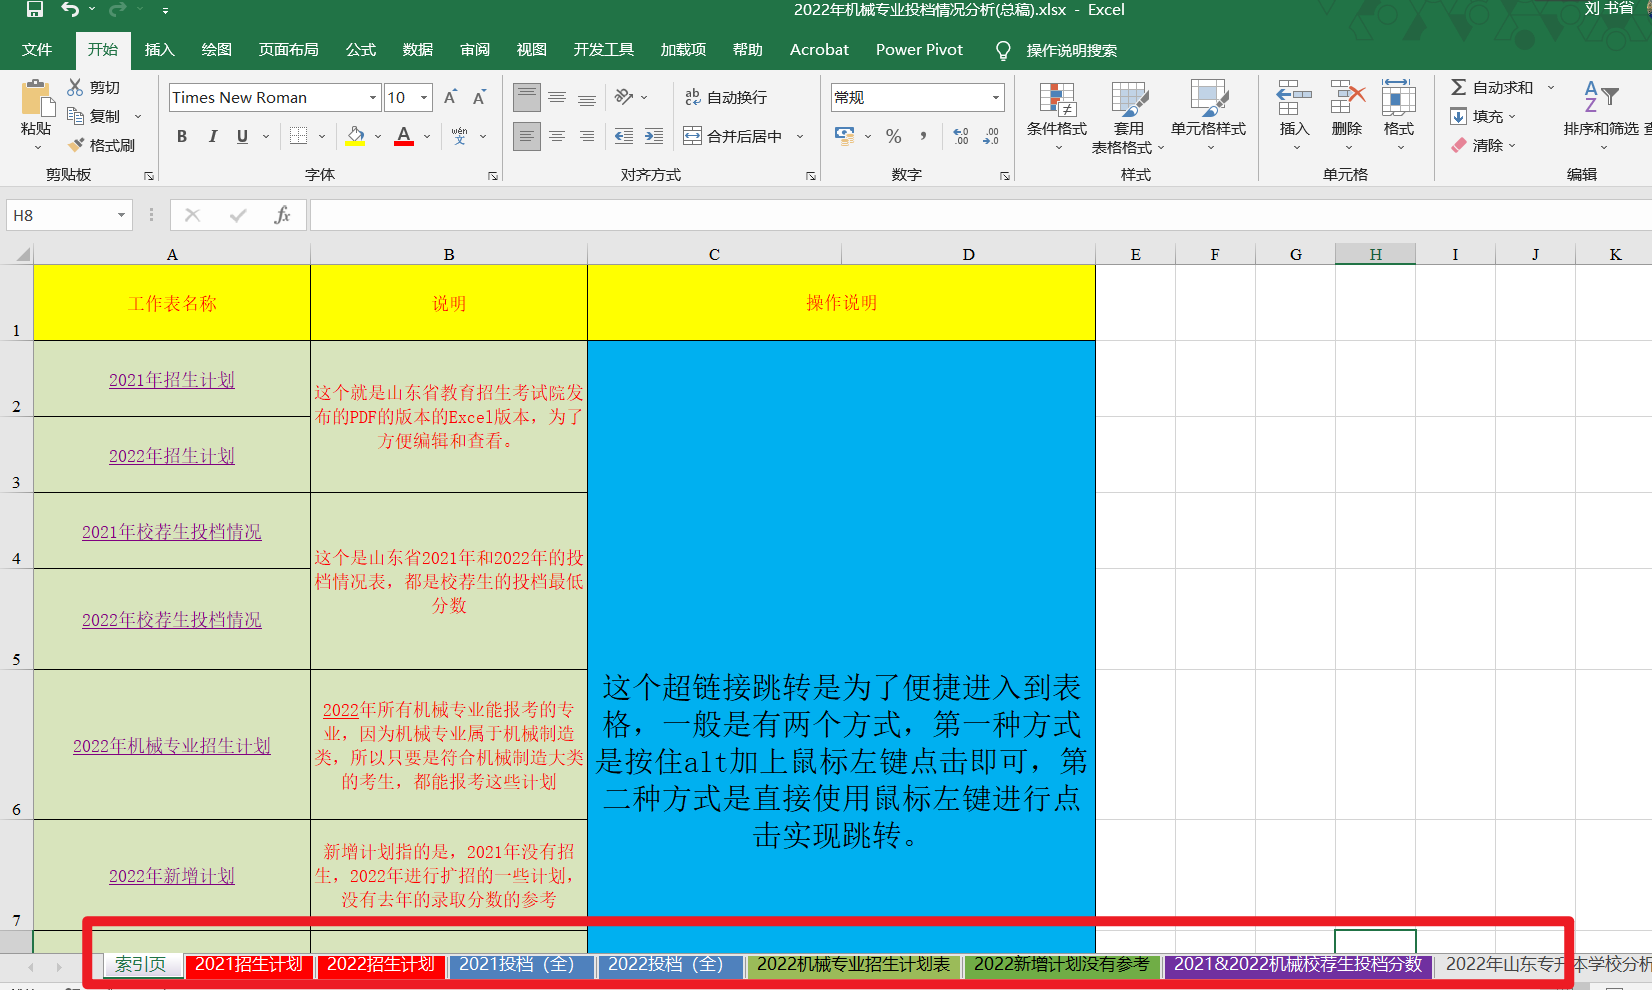 2022年机械专业投档情况分析(总稿).xlsx - Excel
刘 书省
文件 开始 插入 绘图 页面布局 公式 数据 审阅 视图 开发工具 加载项 帮助 Acrobat Power Pivot 操作说明搜索
粘贴
剪切
复制
格式刷
剪贴板
Times New Roman 10 A A
B I U A wén 文
字体
ab 自动换行
合并后居中
对齐方式
常规
% , .00 .00
数字
条件格式 套用 表格格式 单元格样式
样式
插入 删除 格式
单元格
自动求和
填充
清除
排序和筛选
编辑
H8 fx
A B C D E F G H I J K
1 工作表名称 说明 操作说明
2 2021年招生计划
这个就是山东省教育招生考试院发
布的PDF的版本的Excel版本，为了
方便编辑和查看。
3 2022年招生计划
4 2021年校荐生投档情况
这个是山东省2021年和2022年的投
档情况表，都是校荐生的投档最低
分数
5 2022年校荐生投档情况
6 2022年机械专业招生计划
2022年所有机械专业能报考的专
业，因为机械专业属于机械制造
类，所以只要是符合机械制造大类
的考生，都能报考这些计划
这个超链接跳转是为了便捷进入到表
格，一般是有两个方式，第一种方式
是按住alt加上鼠标左键点击即可，第
二种方式是直接使用鼠标左键进行点
击实现跳转。
7 2022年新增计划
新增计划指的是，2021年没有招
生，2022年进行扩招的一些计划，
没有去年的录取分数的参考
索引页 2021招生计划 2022招生计划 2021投档（全） 2022投档（全） 2022机械专业招生计划表 2022新增计划没有参考 2021&2022机械校荐生投档分数 2022年山东专升本学校分析